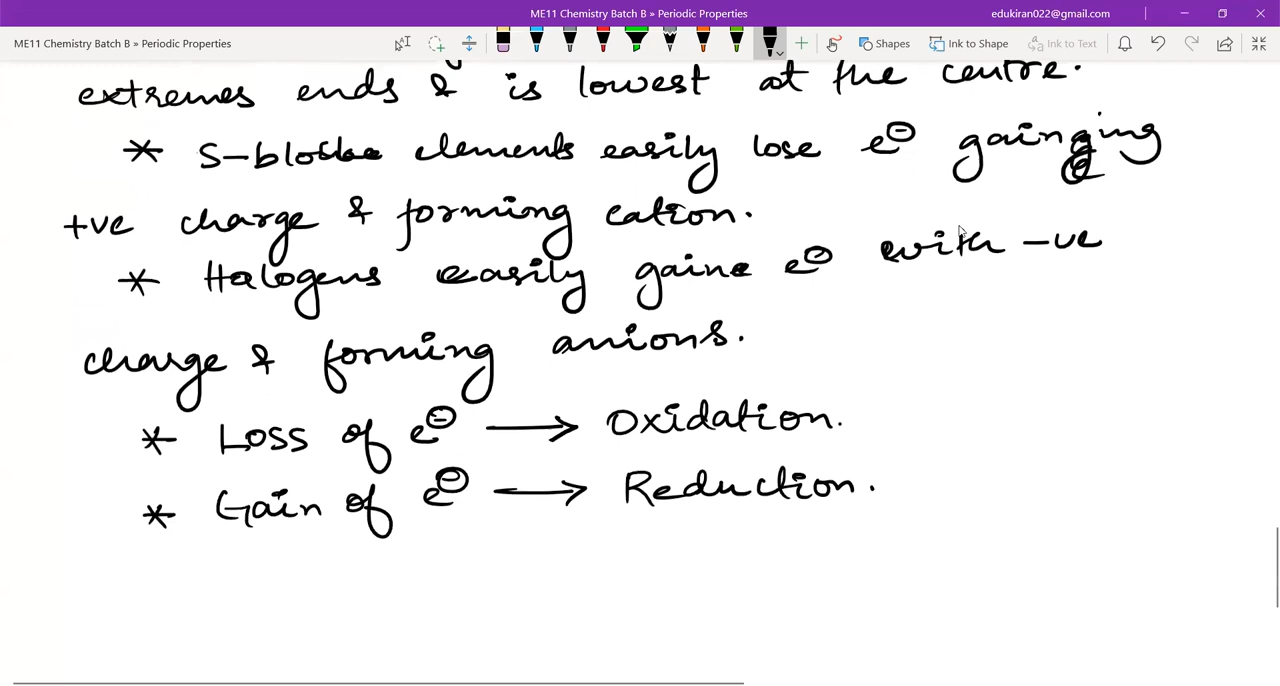 ME11 Chemistry Batch B » Periodic Properties
edukiran022@gmail.com
ME11 Chemistry Batch B » Periodic Properties
Shapes
Ink to Shape
Ink to Text
extremes ends & is lowest at the centre.
* S-block elements easily lose e⊖ gainging
+ve charge & forming cation.
* Halogens easily gain e⊖ with -ve
charge & forming anions.
* Loss of e⊖ → Oxidation.
* Gain of e⊖ → Reduction.